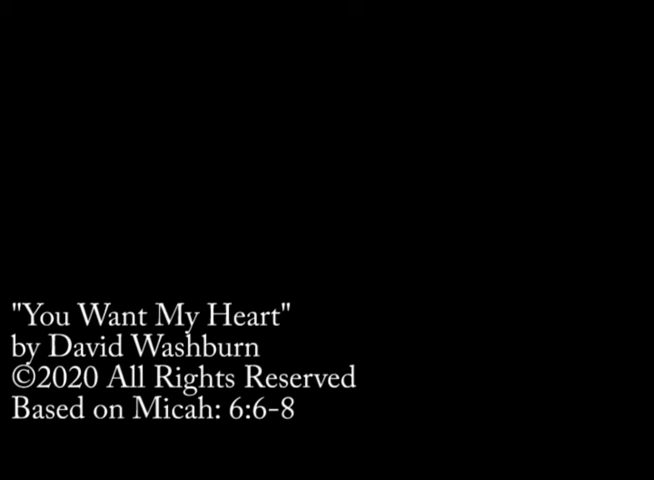 "You Want My Heart"
by David Washburn
©2020 All Rights Reserved
Based on Micah: 6:6-8